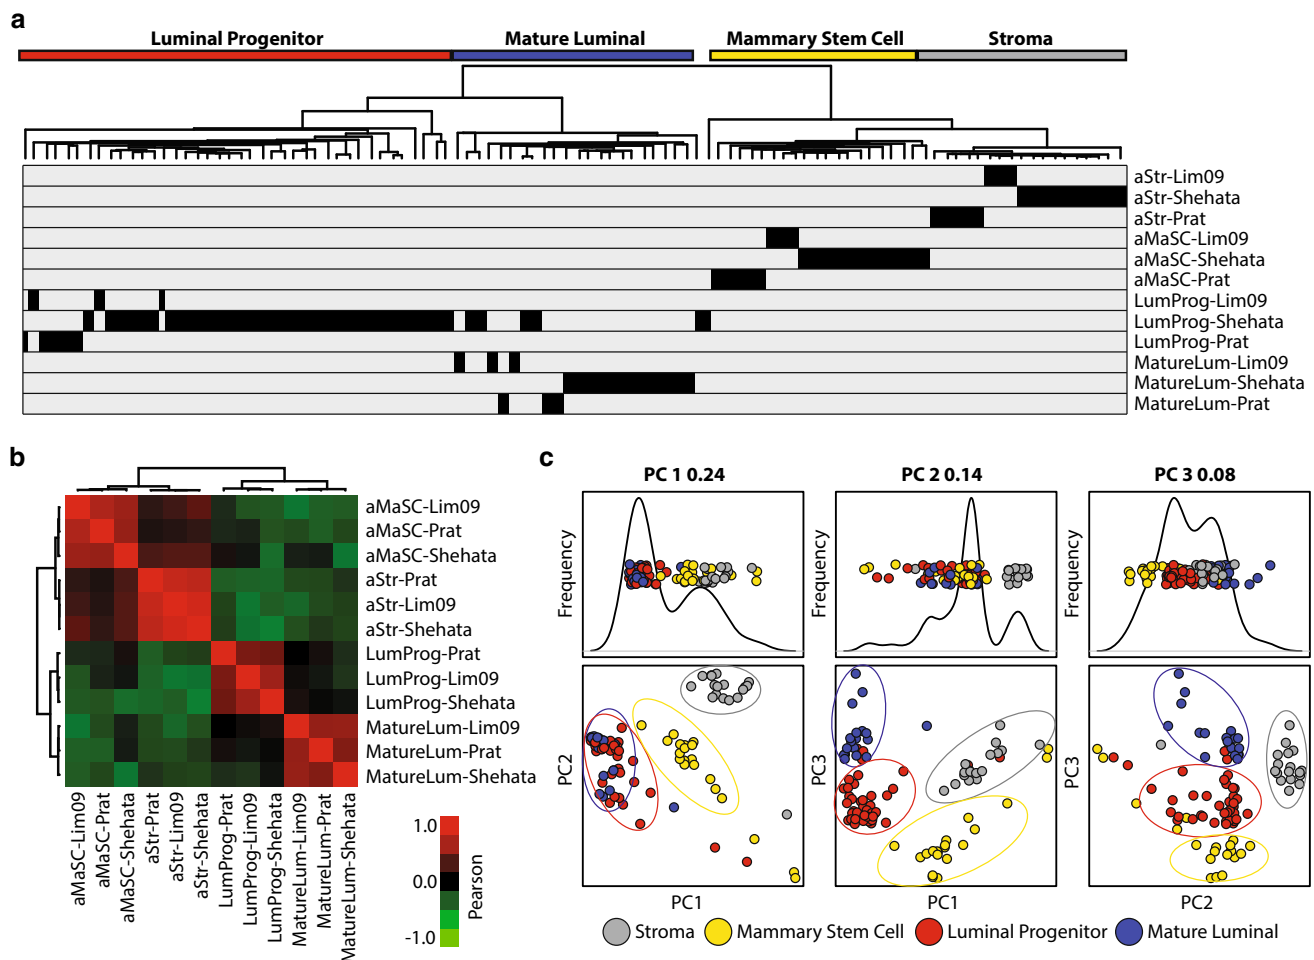 a
Luminal Progenitor
Mature Luminal
Mammary Stem Cell
Stroma
aStr-Lim09
aStr-Shehata
aStr-Prat
aMaSC-Lim09
aMaSC-Shehata
aMaSC-Prat
LumProg-Lim09
LumProg-Shehata
LumProg-Prat
MatureLum-Lim09
MatureLum-Shehata
MatureLum-Prat
b
aMaSC-Lim09
aMaSC-Prat
aMaSC-Shehata
aStr-Prat
aStr-Lim09
aStr-Shehata
LumProg-Prat
LumProg-Lim09
LumProg-Shehata
MatureLum-Lim09
MatureLum-Prat
MatureLum-Shehata
aMaSC-Lim09
aMaSC-Prat
aMaSC-Shehata
aStr-Prat
aStr-Lim09
aStr-Shehata
LumProg-Prat
LumProg-Lim09
LumProg-Shehata
MatureLum-Lim09
MatureLum-Prat
MatureLum-Shehata
1.0
0.0
-1.0
Pearson
c
PC 1 0.24
PC 2 0.14
PC 3 0.08
Frequency
Frequency
Frequency
PC2
PC3
PC3
PC1
PC1
PC2
Stroma
Mammary Stem Cell
Luminal Progenitor
Mature Luminal